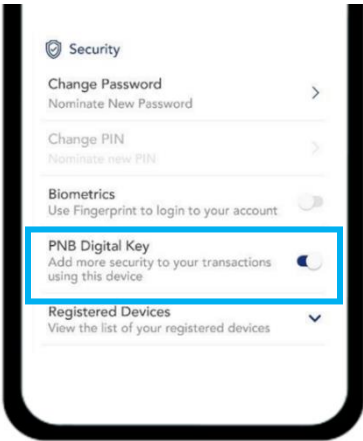 Security
Change Password
Nominate New Password
Change PIN
Nominate new PIN
Biometrics
Use Fingerprint to login to your account
PNB Digital Key
Add more security to your transactions
using this device
Registered Devices
View the list of your registered devices